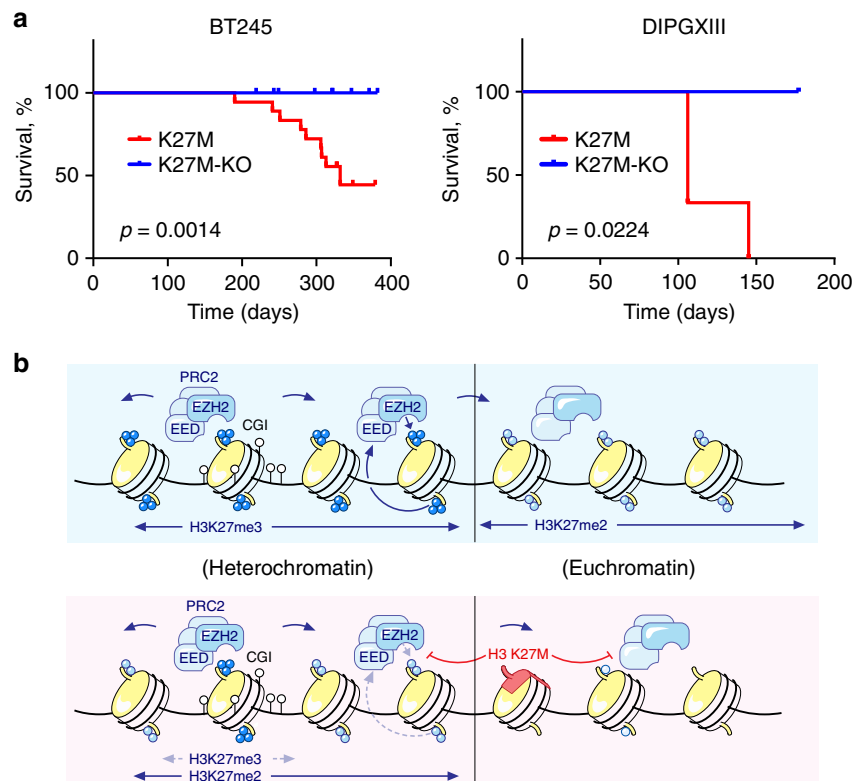 a
BT245
DIPGXIII
Survival, %
100
50
0
K27M
K27M-KO
p = 0.0014
0 100 200 300 400
Time (days)
Survival, %
100
50
0
K27M
K27M-KO
p = 0.0224
0 50 100 150 200
Time (days)
b
PRC2
EZH2
EED
CGI
EZH2
EED
H3K27me3
H3K27me2
(Heterochromatin)
(Euchromatin)
PRC2
EZH2
EED
CGI
EZH2
EED
H3 K27M
H3K27me3
H3K27me2